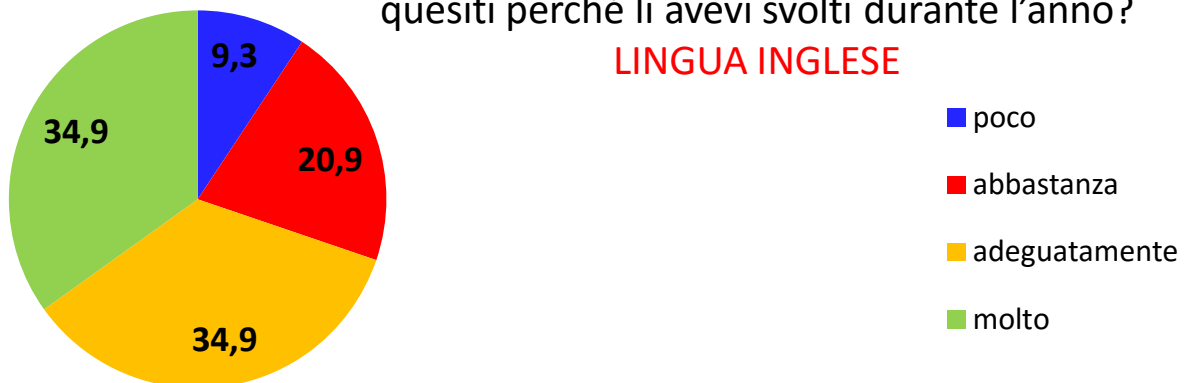 quesiti perché li avevi svolti durante l'anno?
LINGUA INGLESE
9,3
20,9
34,9
34,9
poco
abbastanza
adeguatamente
molto